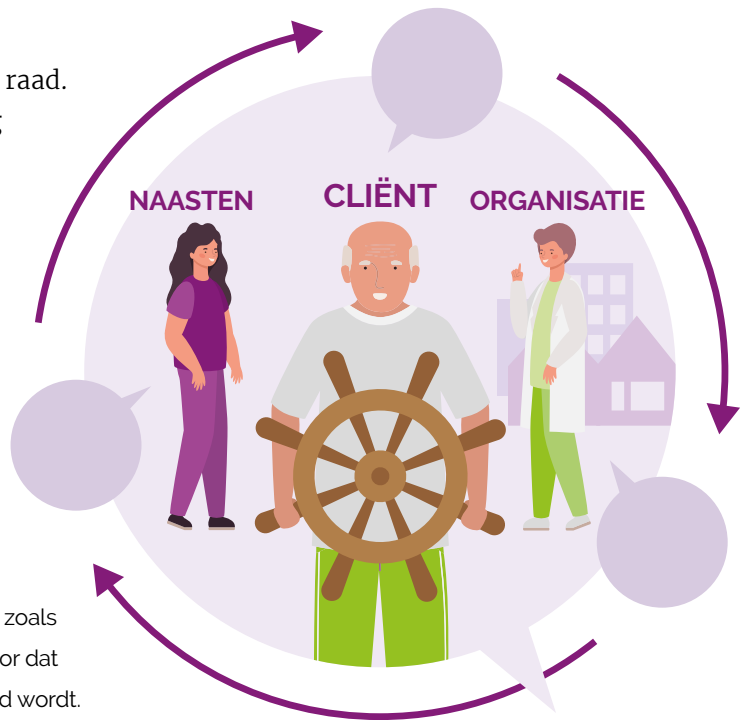 raad.
NAASTEN
CLIËNT
ORGANISATIE
zoals
or dat
d wordt.